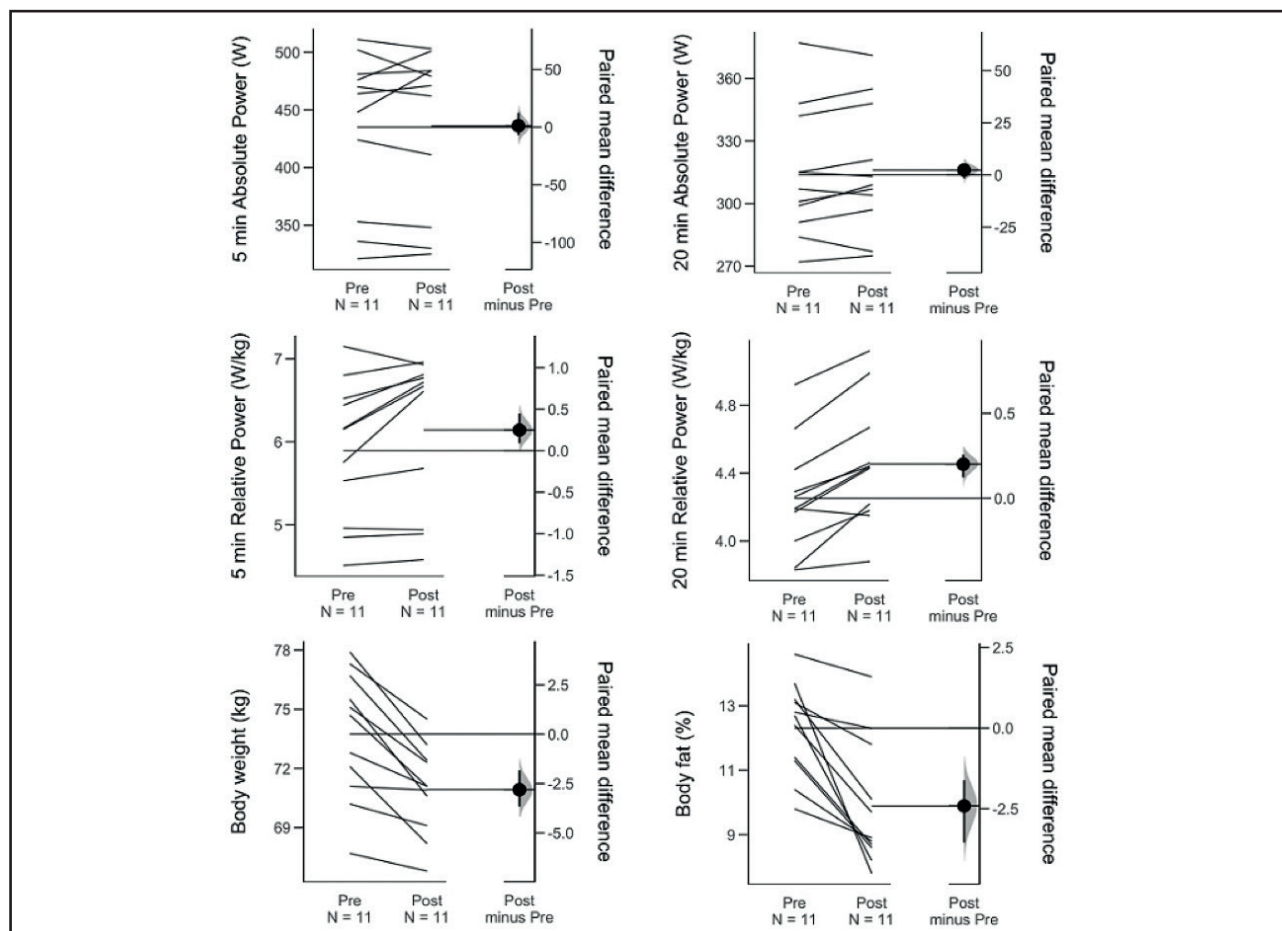 5 min Absolute Power (W)
500
450
400
350
50
0
-50
-100
Paired mean difference
Pre
N = 11
Post
N = 11
Post
minus Pre
20 min Absolute Power (W)
360
330
300
270
50
25
0
-25
Paired mean difference
Pre
N = 11
Post
N = 11
Post
minus Pre
5 min Relative Power (W/kg)
7
6
5
1.0
0.5
0.0
-0.5
-1.0
-1.5
Paired mean difference
Pre
N = 11
Post
N = 11
Post
minus Pre
20 min Relative Power (W/kg)
4.8
4.4
4.0
0.5
0.0
Paired mean difference
Pre
N = 11
Post
N = 11
Post
minus Pre
Body weight (kg)
78
75
72
69
2.5
0.0
-2.5
-5.0
Paired mean difference
Pre
N = 11
Post
N = 11
Post
minus Pre
Body fat (%)
13
11
9
2.5
0.0
-2.5
Paired mean difference
Pre
N = 11
Post
N = 11
Post
minus Pre